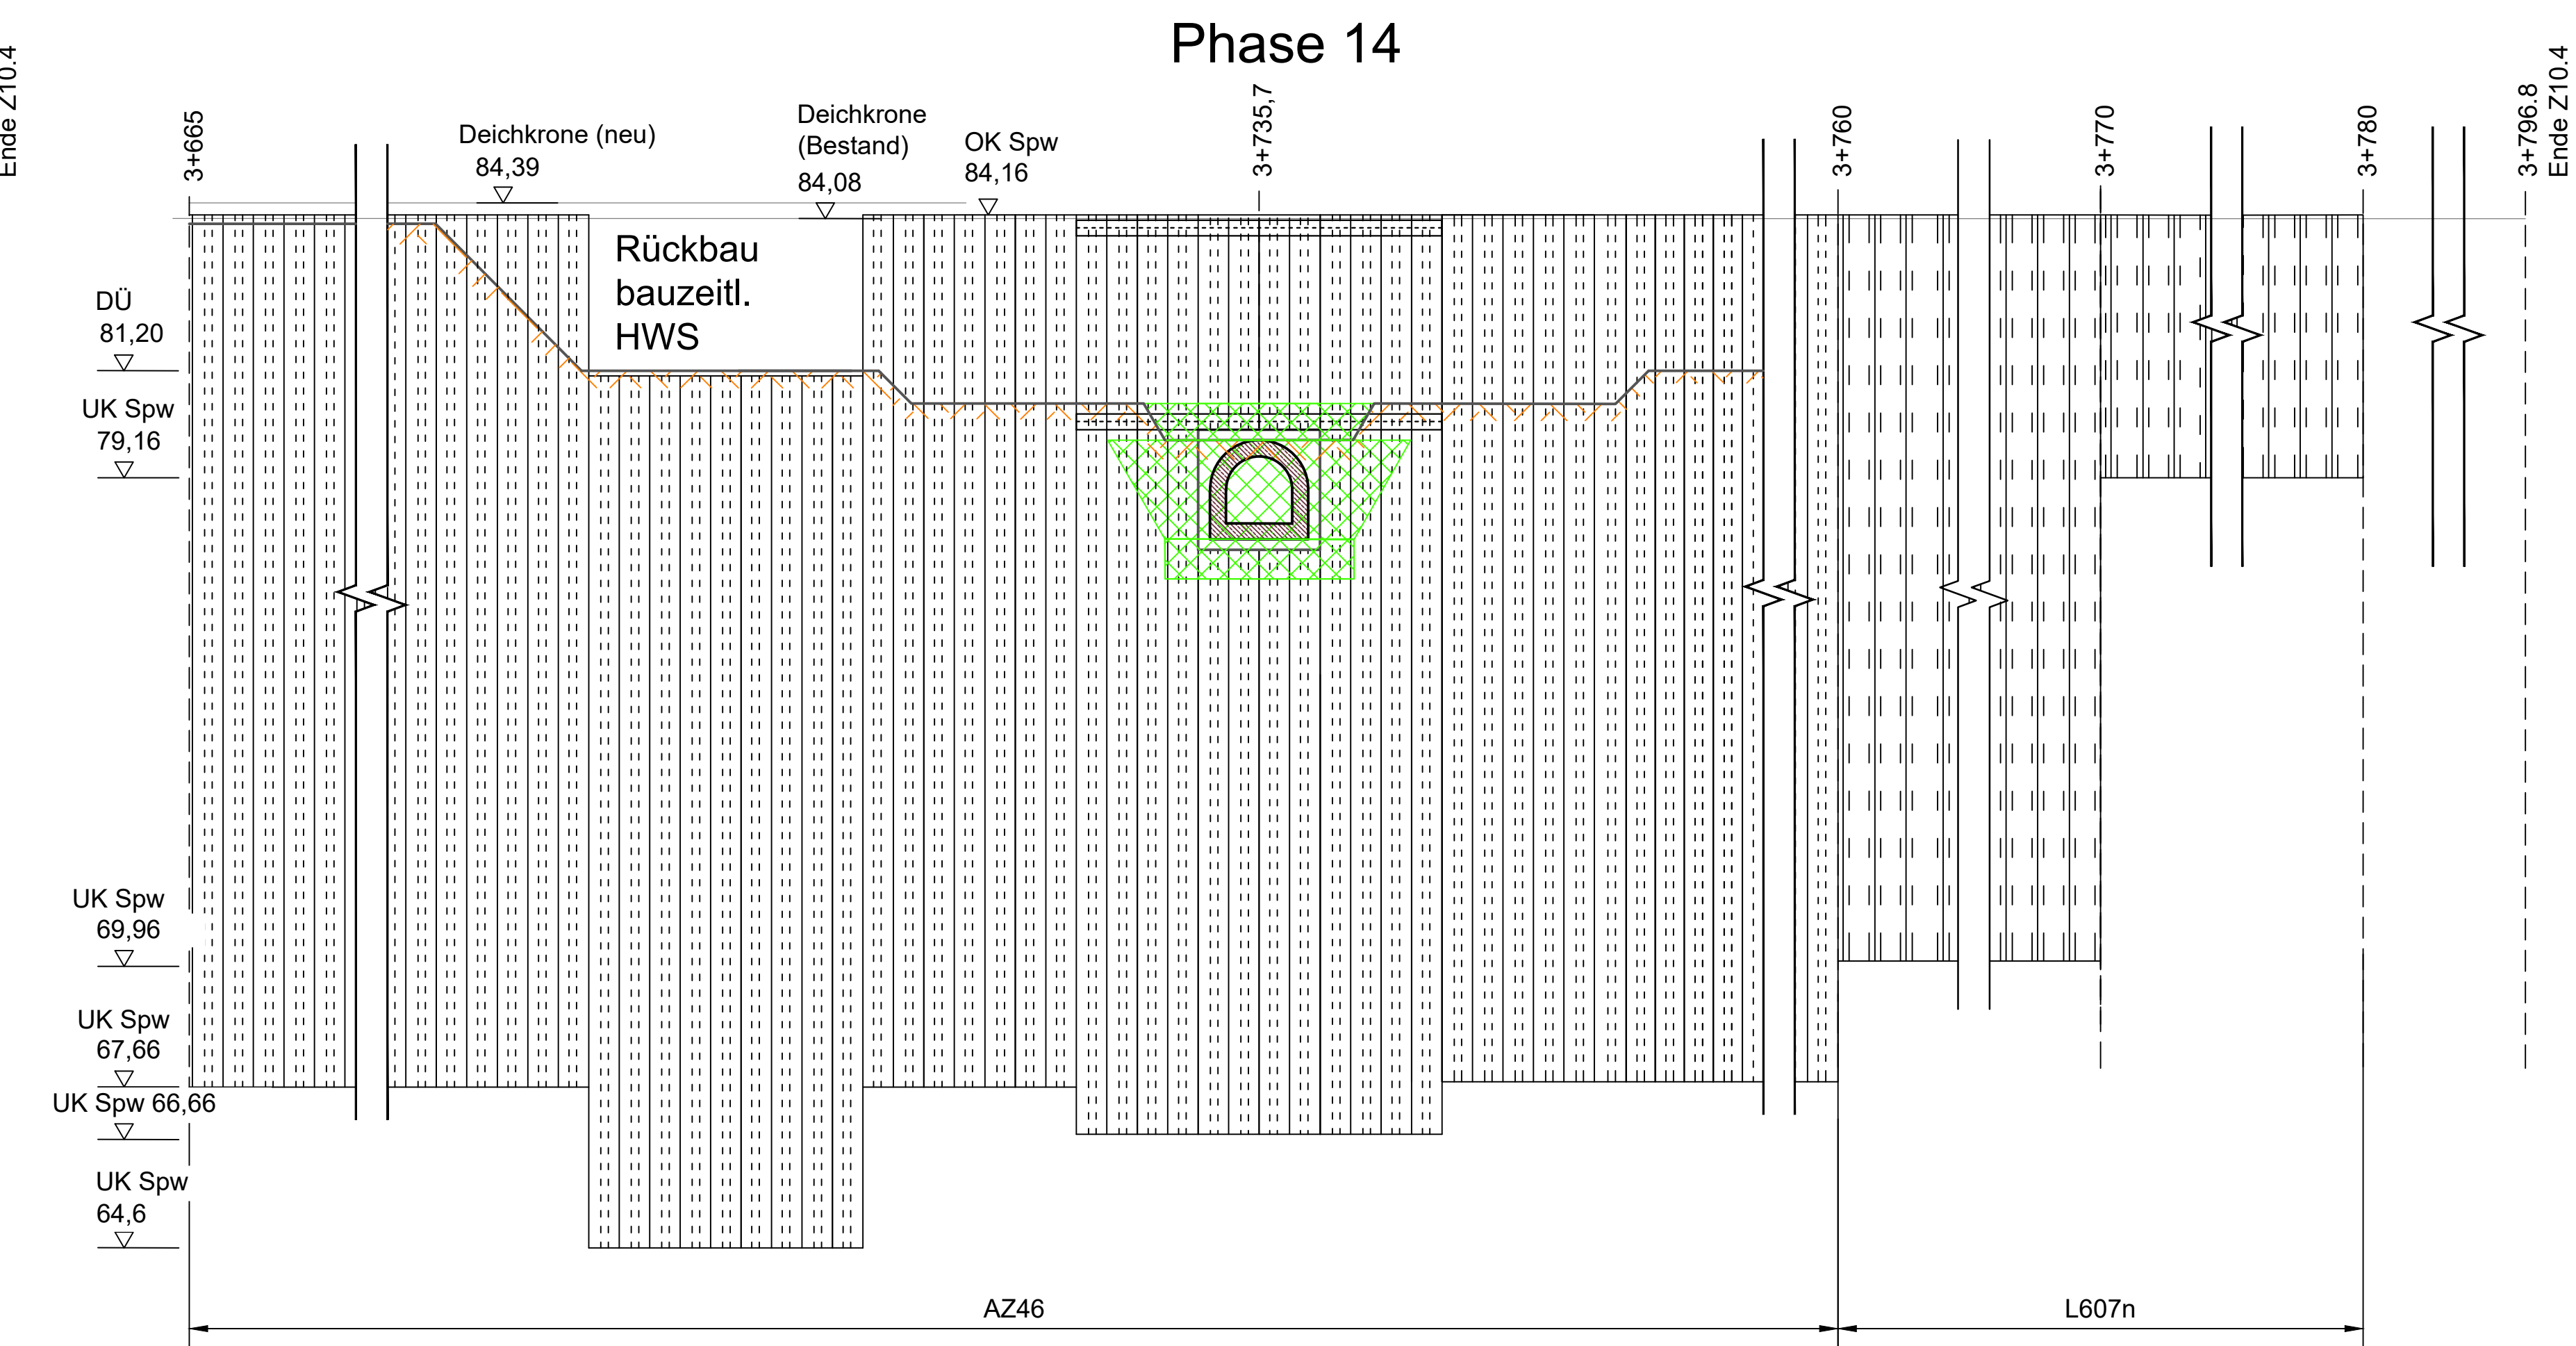 Phase 14
Ende Z10.4
3+665
Deichkrone (neu)
84,39
Deichkrone
(Bestand)
84,08
OK Spw
84,16
3+735,7
3+760
3+770
3+780
3+796.8
Ende Z10.4
Rückbau
bauzeitl.
HWS
DÜ
81,20
UK Spw
79,16
UK Spw
69,96
UK Spw
67,66
UK Spw 66,66
UK Spw
64,6
AZ46
L607n